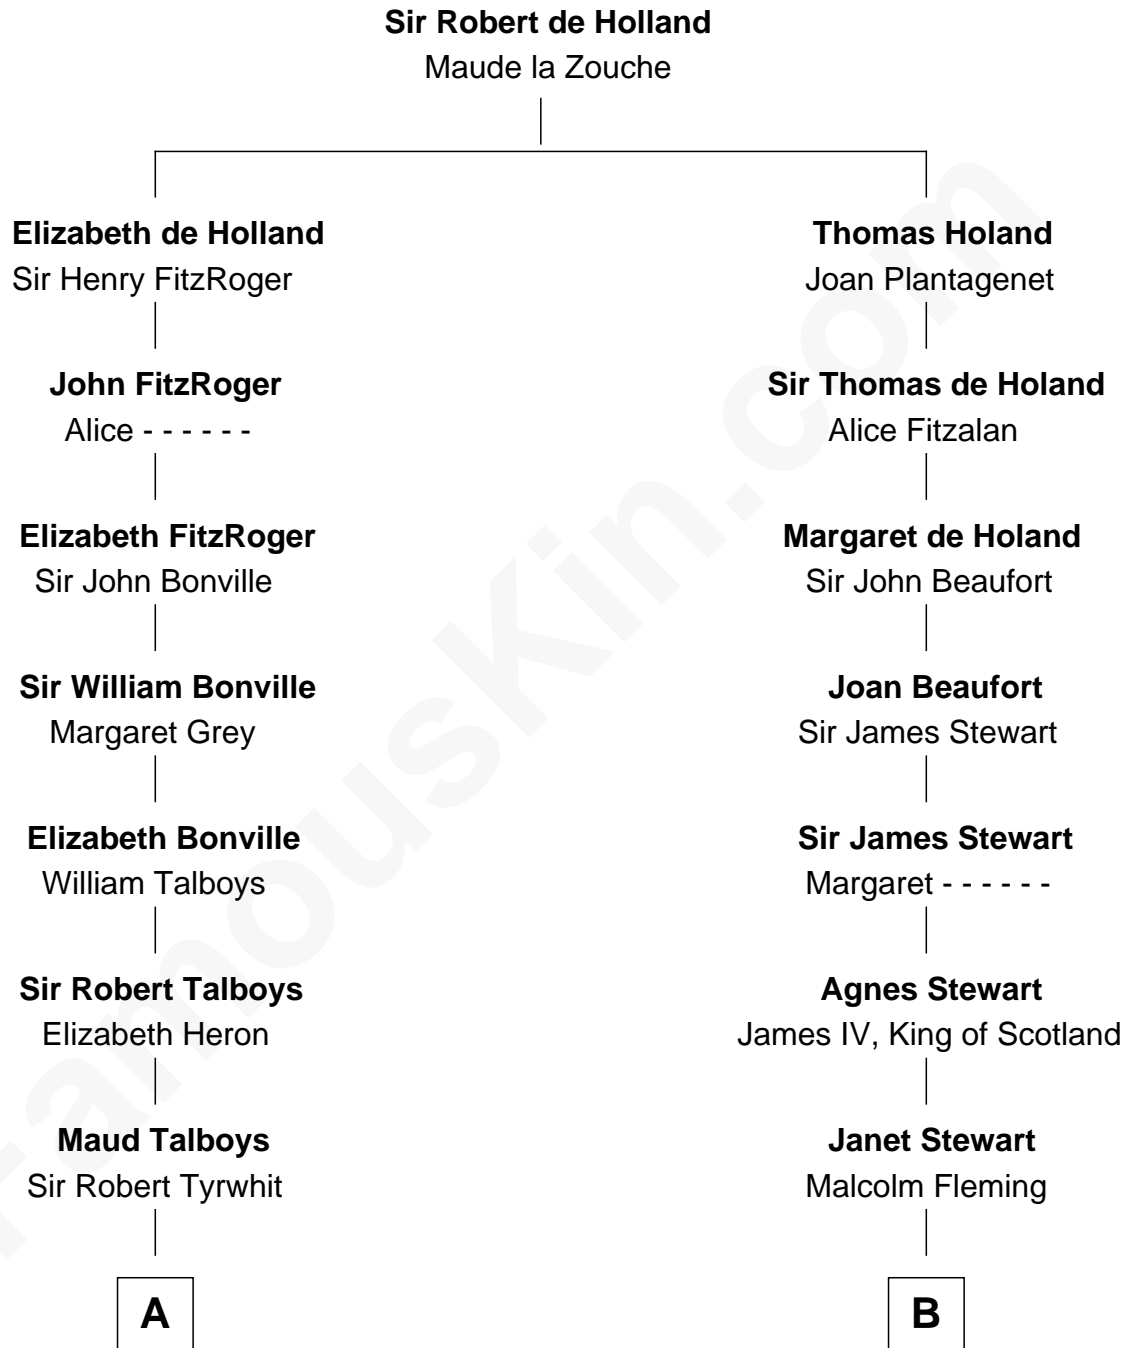 Sir Robert de Holland
Maude la Zouche
Elizabeth de Holland
Sir Henry FitzRoger
Thomas Holand
Joan Plantagenet
John FitzRoger
Alice - - - - - -
Sir Thomas de Holand
Alice Fitzalan
Elizabeth FitzRoger
Sir John Bonville
Margaret de Holand
Sir John Beaufort
Sir William Bonville
Margaret Grey
Joan Beaufort
Sir James Stewart
Elizabeth Bonville
William Talboys
Sir James Stewart
Margaret - - - - - -
Sir Robert Talboys
Elizabeth Heron
Agnes Stewart
James IV, King of Scotland
Maud Talboys
Sir Robert Tyrwhit
Janet Stewart
Malcolm Fleming
A
B
FamousKin.com